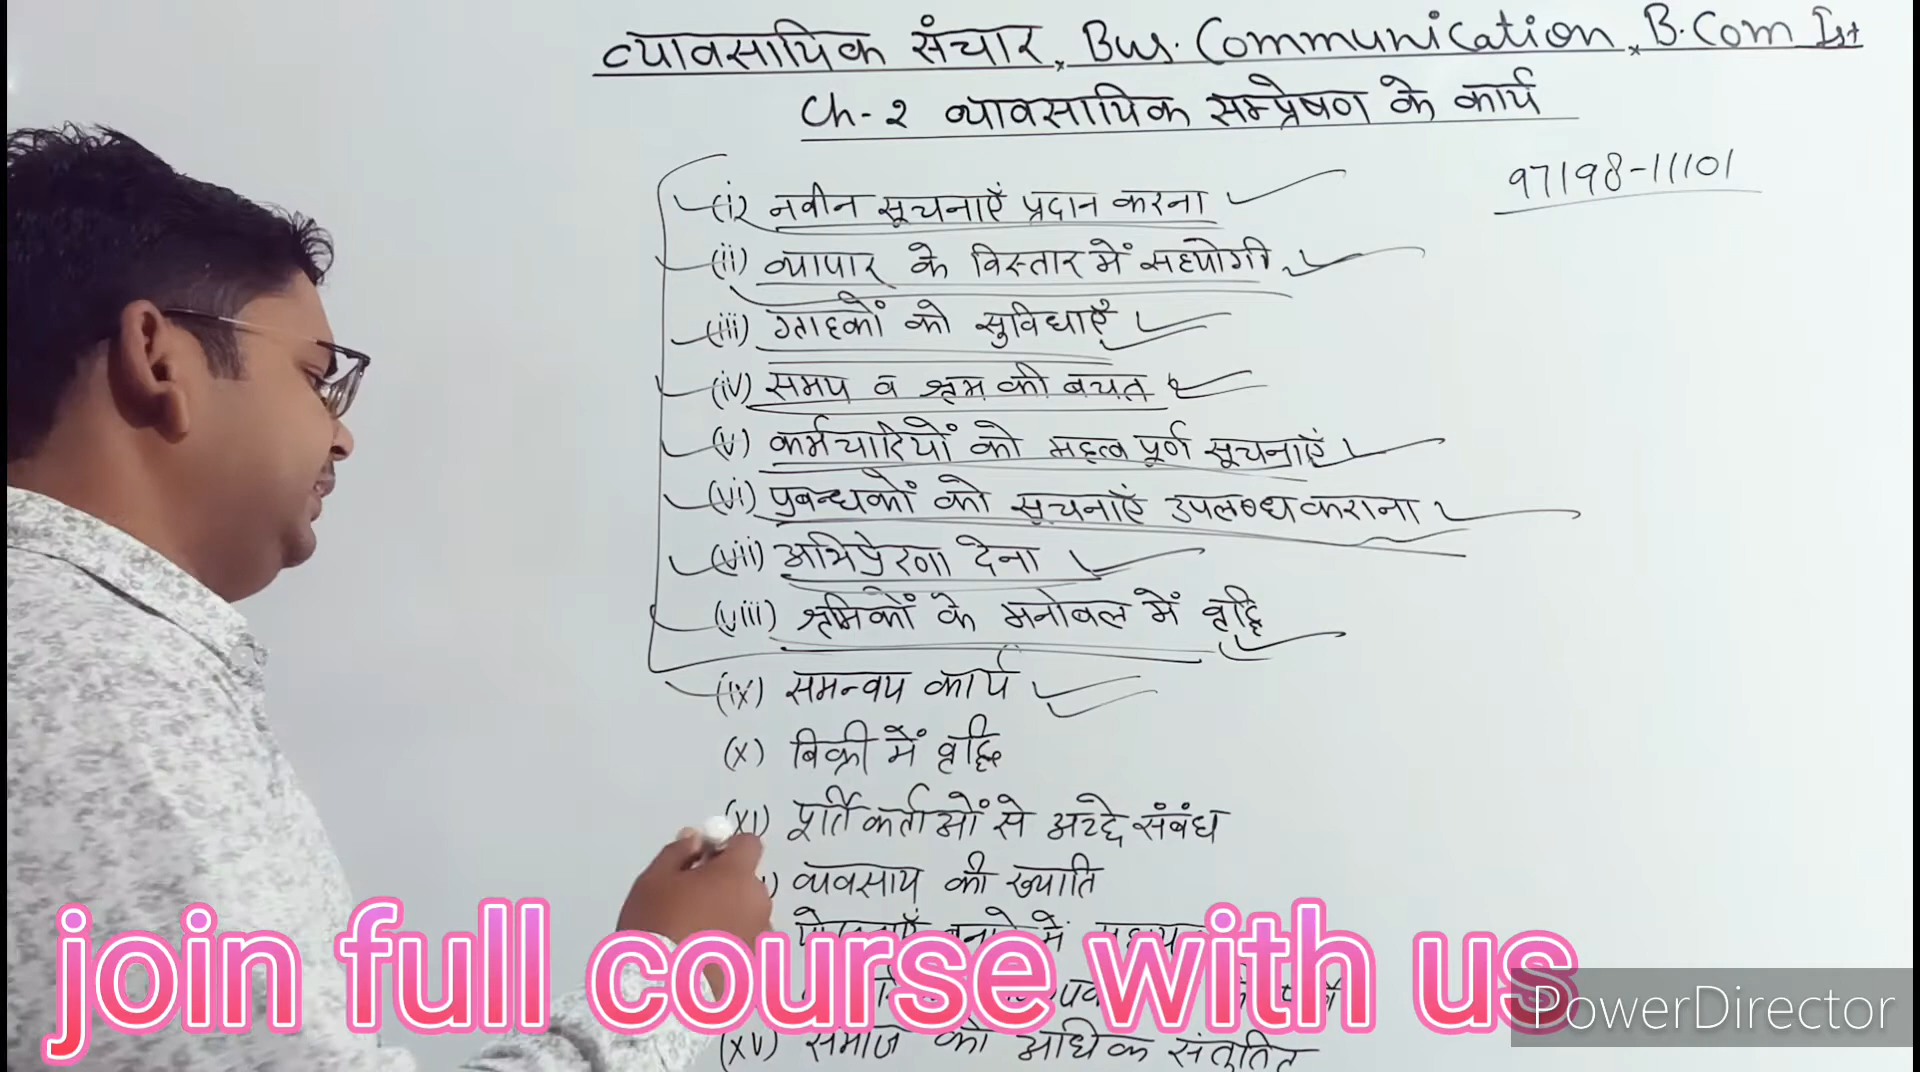 व्यावसायिक संचार, Bus. Communication, B.Com Ist
Ch-2 व्यावसायिक सम्प्रेषण के कार्य
97198-11101
(i) नवीन सूचनाएँ प्रदान करना
(ii) व्यापार के विस्तार में सहयोगी
(iii) ग्राहकों को सुविधाएँ
(iv) समय व श्रम की बचत
(v) कर्मचारियों को महत्वपूर्ण सूचनाएँ
(vi) प्रबन्धकों को सूचनाएँ उपलब्ध कराना
(vii) अभिप्रेरणा देना
(viii) श्रमिकों के मनोबल में वृद्धि
(ix) समन्वय कार्य
(x) बिक्री में वृद्धि
(xi) पूर्तिकर्ताओं से अच्छे संबंध
व्यवसाय की ख्याति
join full course with us
PowerDirector
(xv) समाज को अधिक